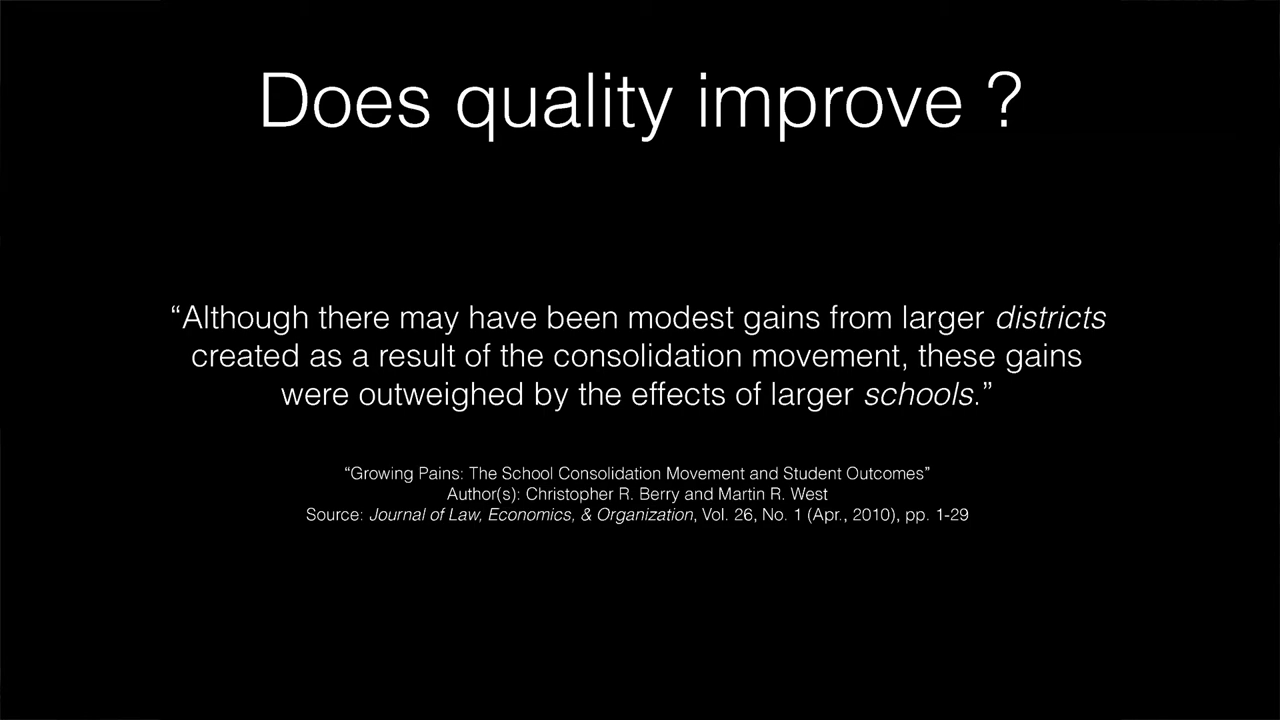 Does quality improve ?
“Although there may have been modest gains from larger districts
created as a result of the consolidation movement, these gains
were outweighed by the effects of larger schools.”
“Growing Pains: The School Consolidation Movement and Student Outcomes”
Author(s): Christopher R. Berry and Martin R. West
Source: Journal of Law, Economics, & Organization, Vol. 26, No. 1 (Apr., 2010), pp. 1-29